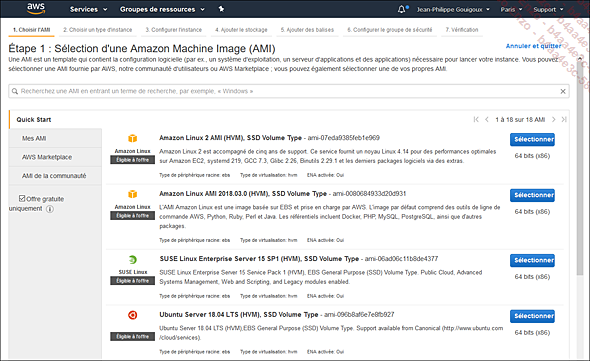 aws Services Groupes de ressources Jean-Philippe Gougoux Paris Support
1. Choisir l'AMI 2. Choisir un type d'instance 3. Configurer l'instance 4. Ajouter le stockage 5. Ajouter des balises 6. Configurer le groupe de sécurité 7. Vérification
Étape 1 : Sélection d'une Amazon Machine Image (AMI) Annuler et quitter
Une AMI est un template qui contient la configuration logicielle (par ex., un système d'exploitation, un serveur d'applications et des applications) nécessaire pour lancer votre instance. Vous pouvez
sélectionner une AMI fournie par AWS, notre communauté d'utilisateurs ou AWS Marketplace ; vous pouvez également sélectionner une de vos propres AMI.
Recherchez une AMI en entrant un terme de recherche, par exemple, « Windows »
Quick Start 1 à 18 sur 18 AMI
Mes AMI
AWS Marketplace
AMI de la communauté
Offre gratuite
uniquement
Amazon Linux
Éligible à l'offre
Amazon Linux 2 AMI (HVM), SSD Volume Type - ami-07eda9385feb1e969
Amazon Linux 2 est accompagné de cinq ans de support. Ce service fournit un noyau Linux 4.14 pour des performances optimales
sur Amazon EC2, systemd 219, GCC 7.3, Glibc 2.26, Binutils 2.29.1 et les derniers packages logiciels via des extras.
Type de périphérique racine: ebs Type de virtualisation: hvm ENA activée: Oui
Sélectionner
64 bits (x86)
Amazon Linux
Éligible à l'offre
Amazon Linux AMI 2018.03.0 (HVM), SSD Volume Type - ami-0080684933d20d931
L'AMI Amazon Linux est une image basée sur EBS et prise en charge par AWS. L'image par défaut comprend des outils de ligne de
commande AWS, Python, Ruby, Perl et Java. Les référentiels incluent Docker, PHP, MySQL, PostgreSQL, ainsi que d'autres
packages.
Type de périphérique racine: ebs Type de virtualisation: hvm ENA activée: Oui
Sélectionner
64 bits (x86)
SUSE Linux
Éligible à l'offre
SUSE Linux Enterprise Server 15 SP1 (HVM), SSD Volume Type - ami-06ad06c11b8de4377
SUSE Linux Enterprise Server 15 Service Pack 1 (HVM), EBS General Purpose (SSD) Volume Type. Public Cloud, Advanced
Systems Management, Web and Scripting, and Legacy modules enabled.
Type de périphérique racine: ebs Type de virtualisation: hvm ENA activée: Oui
Sélectionner
64 bits (x86)
Éligible à l'offre
Ubuntu Server 18.04 LTS (HVM), SSD Volume Type - ami-096b8af6e7e8fb927
Ubuntu Server 18.04 LTS (HVM),EBS General Purpose (SSD) Volume Type. Support available from Canonical (http://www.ubuntu.com
/cloud/services).
Type de périphérique racine: ebs Type de virtualisation: hvm ENA activée: Oui
Sélectionner
64 bits (x86)